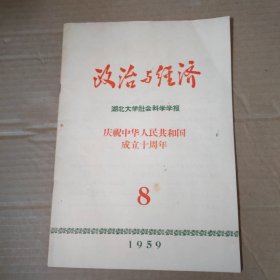 政治与经济
湖北大学社会科学学报
庆祝中华人民共和国
成立十周年
8
1959